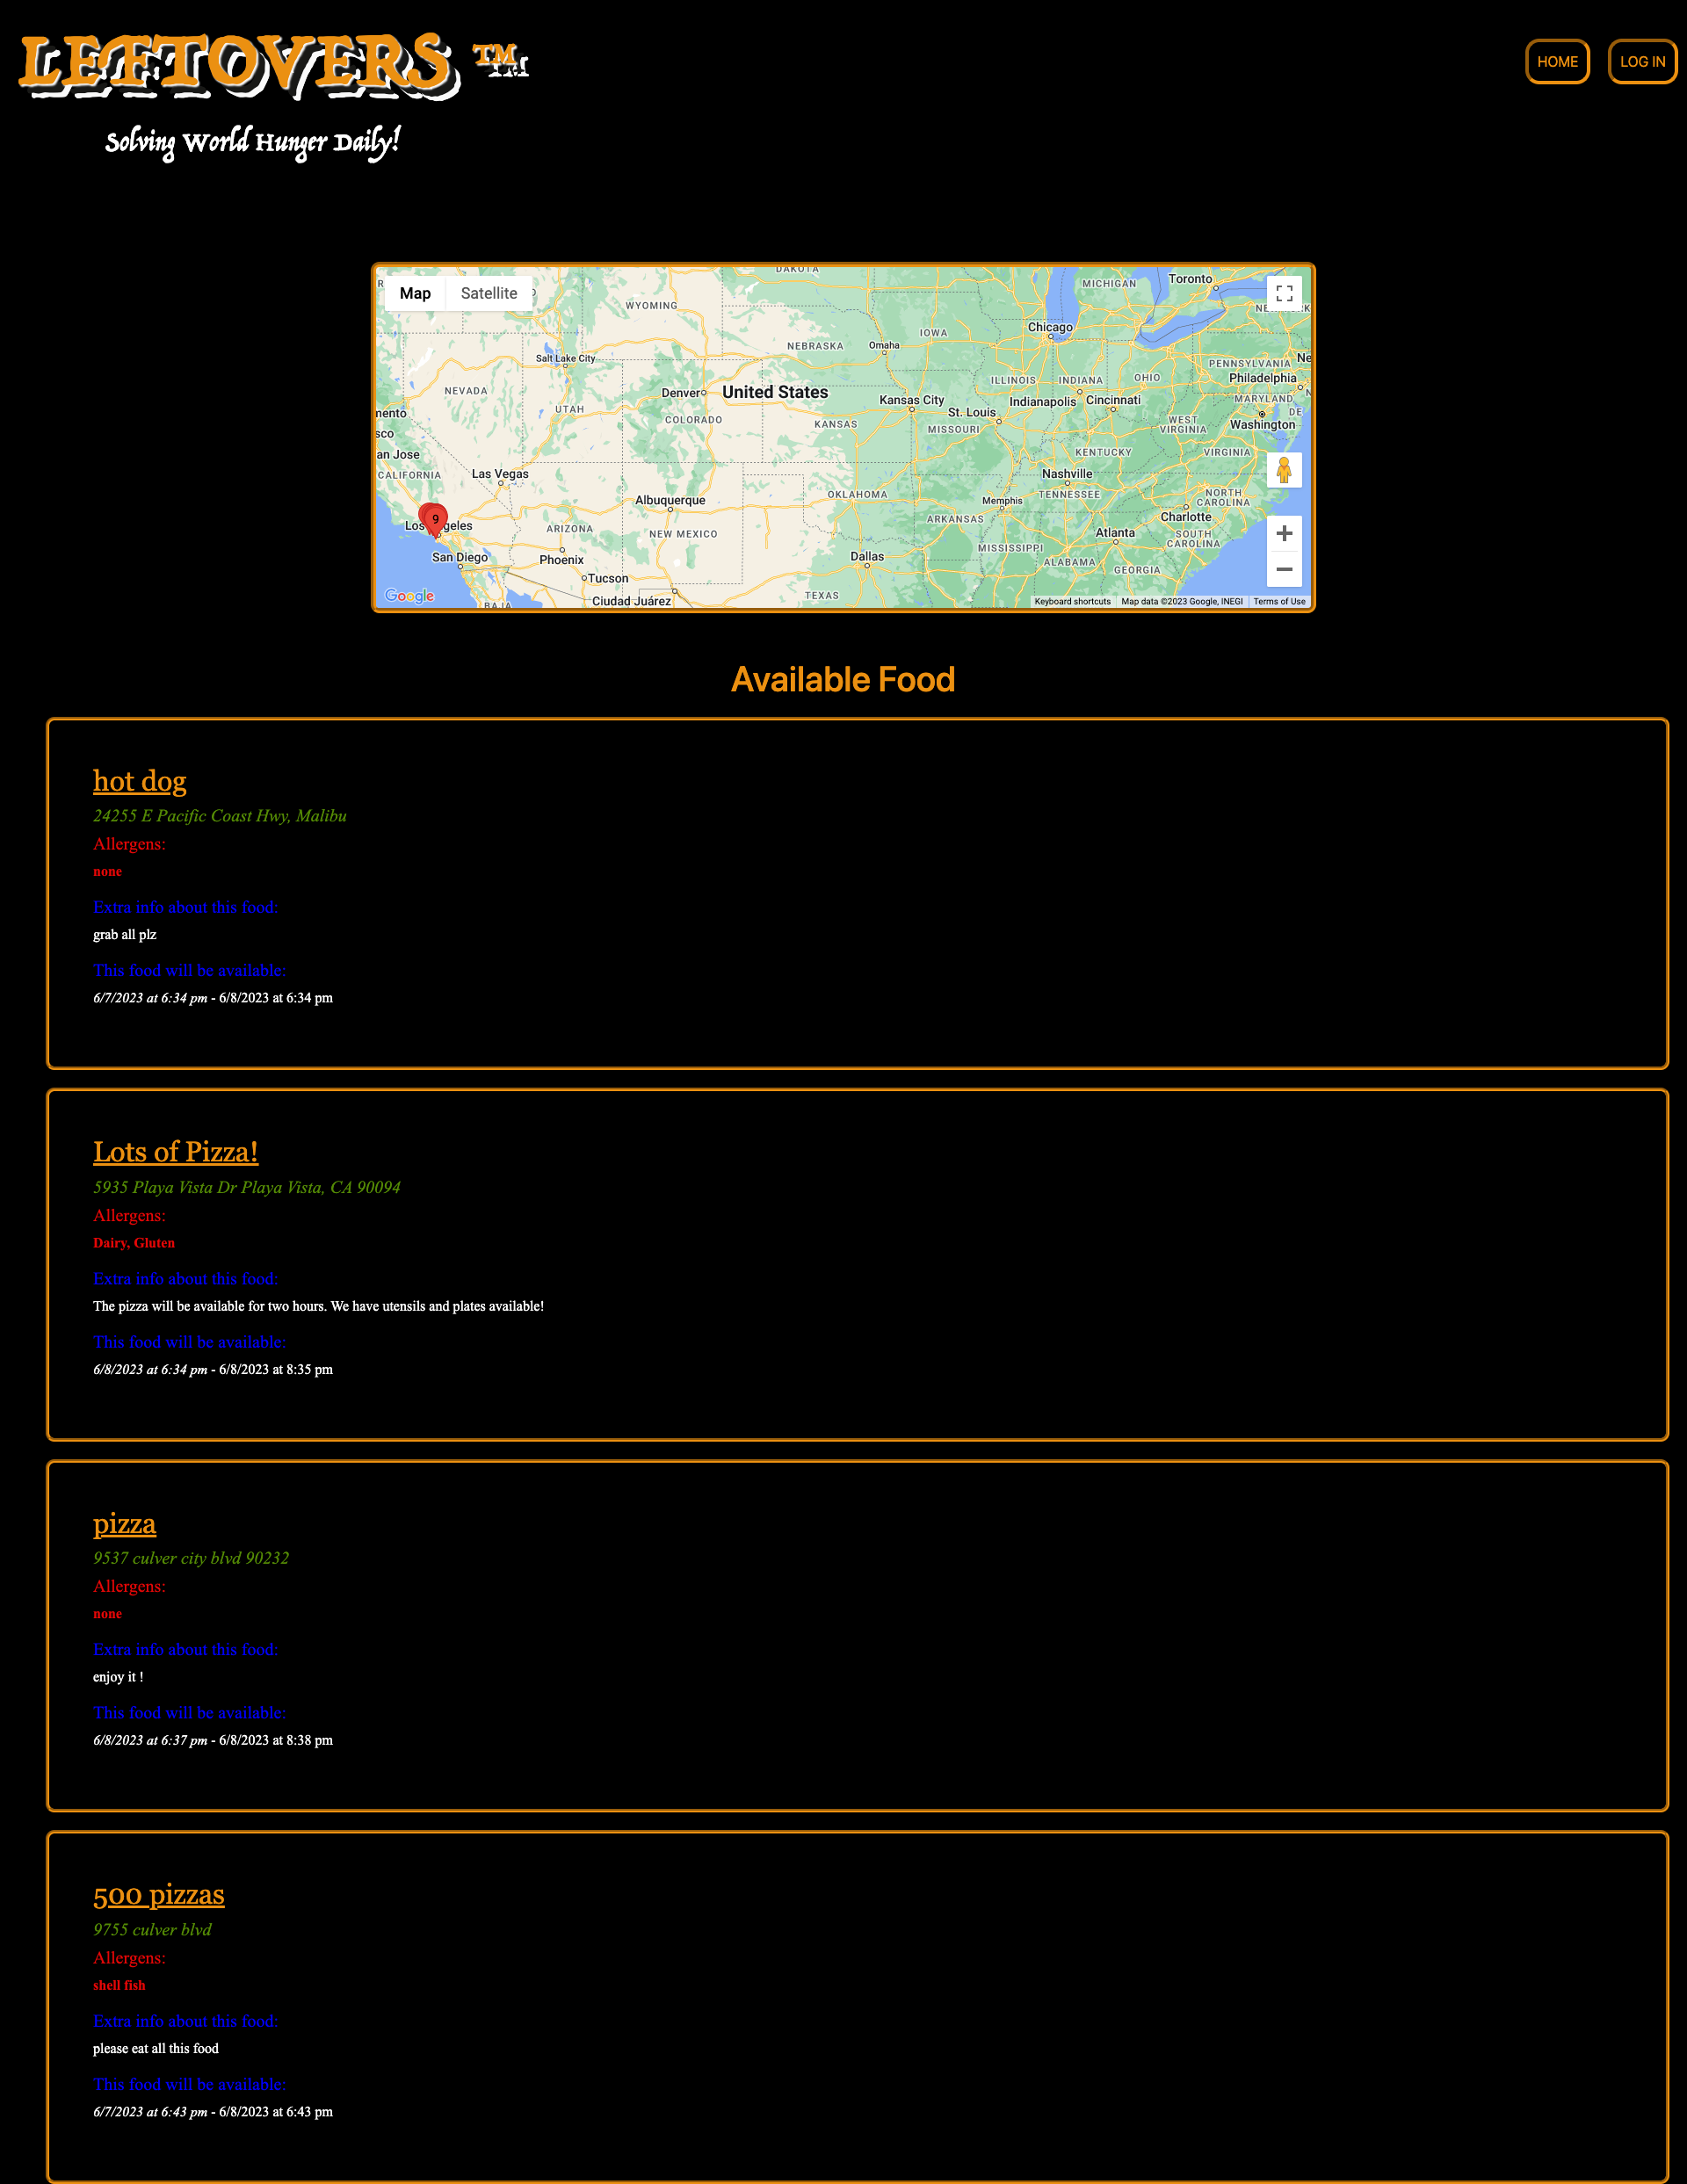 LEFTOVERS ™
HOME
LOG IN
Solving World Hunger Daily!
Map
Satellite
DAKOTA
WYOMING
MICHIGAN
Toronto
Chicago
IOWA
NEBRASKA
Omaha
Salt Lake City
PENNSYLVANIA
Philadelphia
NEVADA
Denver
United States
ILLINOIS
INDIANA
OHIO
MARYLAND
DE
UTAH
COLORADO
Kansas City
St. Louis
Indianapolis
Cincinnati
nento
KANSAS
MISSOURI
WEST
VIRGINIA
Washington
sco
an Jose
CALIFORNIA
Las Vegas
KENTUCKY
VIRGINIA
Nashville
Albuquerque
OKLAHOMA
Memphis
TENNESSEE
NORTH
CAROLINA
9
Los
geles
ARIZONA
NEW MEXICO
ARKANSAS
Charlotte
Atlanta
SOUTH
CAROLINA
San Diego
Phoenix
Dallas
MISSISSIPPI
ALABAMA
GEORGIA
Tucson
Ciudad Juárez
TEXAS
BAJA
Google
Keyboard shortcuts
Map data ©2023 Google, INEGI
Terms of Use
Available Food
hot dog
24255 E Pacific Coast Hwy, Malibu
Allergens:
none
Extra info about this food:
grab all plz
This food will be available:
6/7/2023 at 6:34 pm - 6/8/2023 at 6:34 pm
Lots of Pizza!
5935 Playa Vista Dr Playa Vista, CA 90094
Allergens:
Dairy, Gluten
Extra info about this food:
The pizza will be available for two hours. We have utensils and plates available!
This food will be available:
6/8/2023 at 6:34 pm - 6/8/2023 at 8:35 pm
pizza
9537 culver city blvd 90232
Allergens:
none
Extra info about this food:
enjoy it !
This food will be available:
6/8/2023 at 6:37 pm - 6/8/2023 at 8:38 pm
500 pizzas
9755 culver blvd
Allergens:
shell fish
Extra info about this food:
please eat all this food
This food will be available:
6/7/2023 at 6:43 pm - 6/8/2023 at 6:43 pm